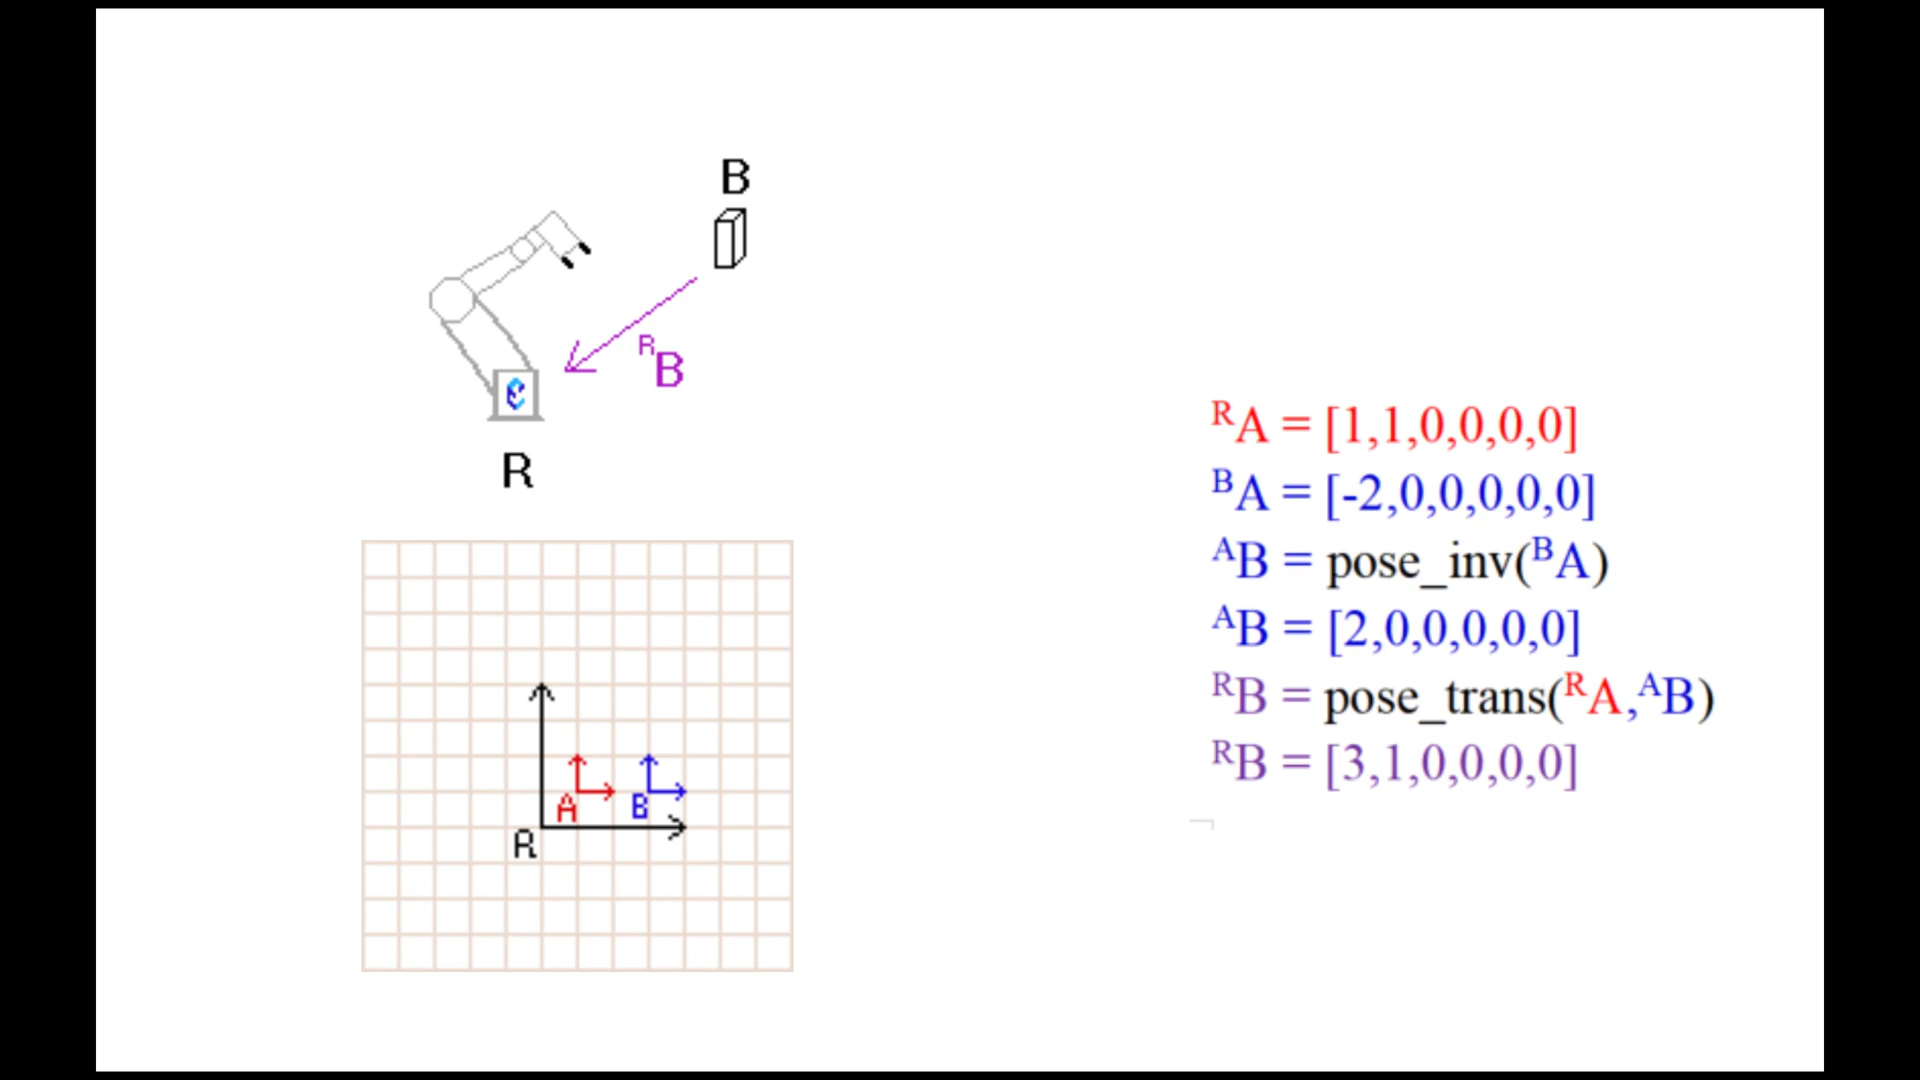 B
R
B
R
A
B
R
ᴿA = [1,1,0,0,0,0]
ᴮA = [-2,0,0,0,0,0]
ᴬB = pose_inv(ᴮA)
ᴬB = [2,0,0,0,0,0]
ᴿB = pose_trans(ᴿA,ᴬB)
ᴿB = [3,1,0,0,0,0]